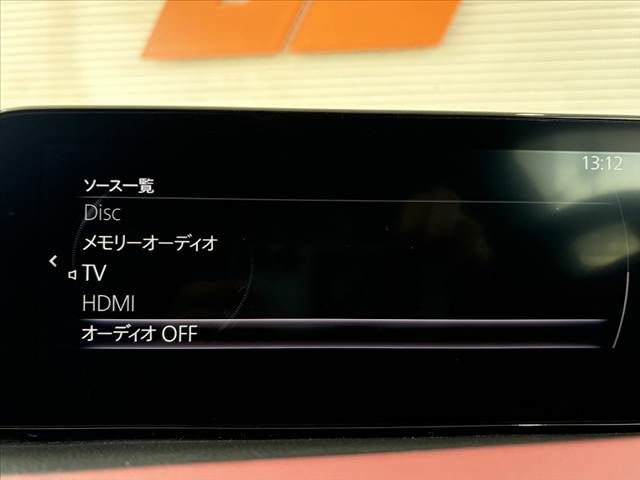 13:12
ソース一覧
Disc
メモリーオーディオ
TV
HDMI
オーディオ OFF